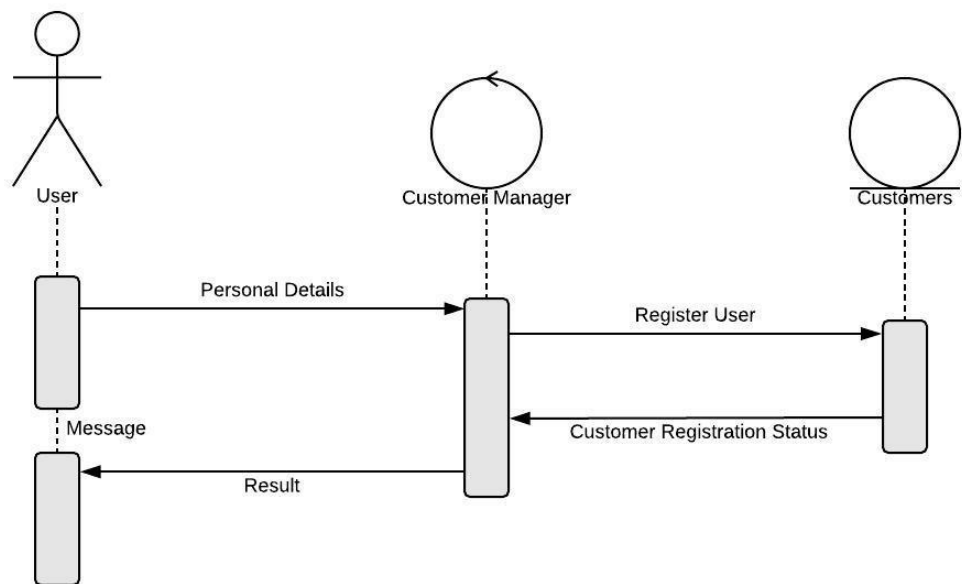 User
Customer Manager
Customers
Personal Details
Register User
Message
Customer Registration Status
Result